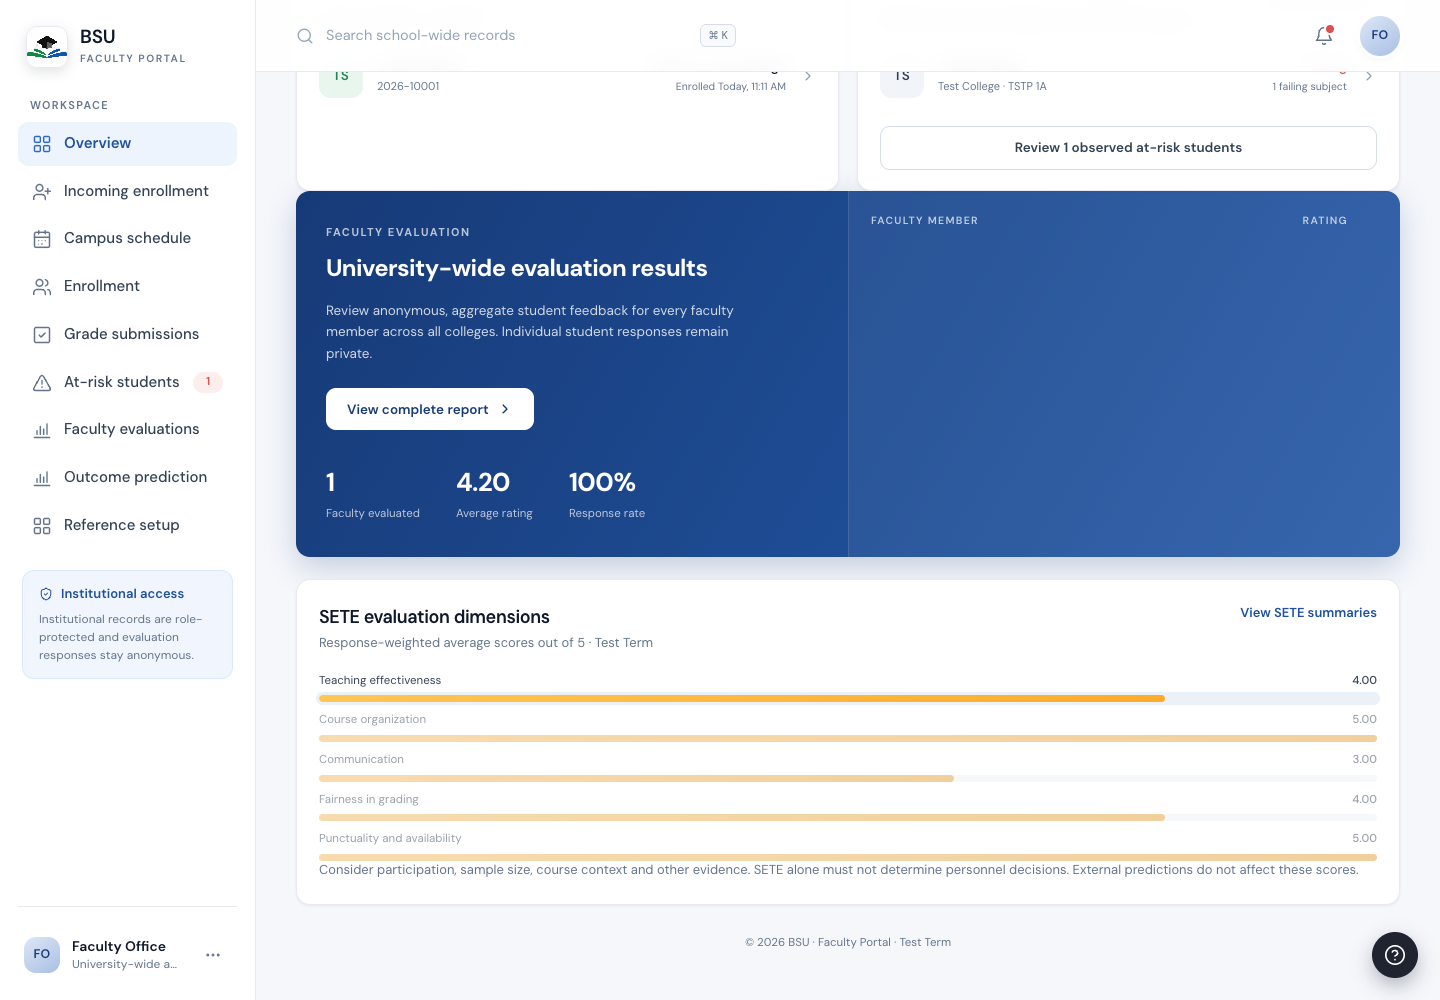 BSU
FACULTY PORTAL
WORKSPACE
Overview
Incoming enrollment
Campus schedule
Enrollment
Grade submissions
At-risk students 1
Faculty evaluations
Outcome prediction
Reference setup
Institutional access
Institutional records are role-
protected and evaluation
responses stay anonymous.
FO
Faculty Office
University-wide a...
Search school-wide records
⌘ K
FO
TS
2026-10001
Enrolled Today, 11:11 AM
TS
Test College · TSTP 1A
1 failing subject
Review 1 observed at-risk students
FACULTY EVALUATION
University-wide evaluation results
Review anonymous, aggregate student feedback for every faculty
member across all colleges. Individual student responses remain
private.
View complete report
1
Faculty evaluated
4.20
Average rating
100%
Response rate
FACULTY MEMBER
RATING
SETE evaluation dimensions
Response-weighted average scores out of 5 · Test Term
View SETE summaries
Teaching effectiveness 4.00
Course organization 5.00
Communication 3.00
Fairness in grading 4.00
Punctuality and availability 5.00
Consider participation, sample size, course context and other evidence. SETE alone must not determine personnel decisions. External predictions do not affect these scores.
© 2026 BSU · Faculty Portal · Test Term